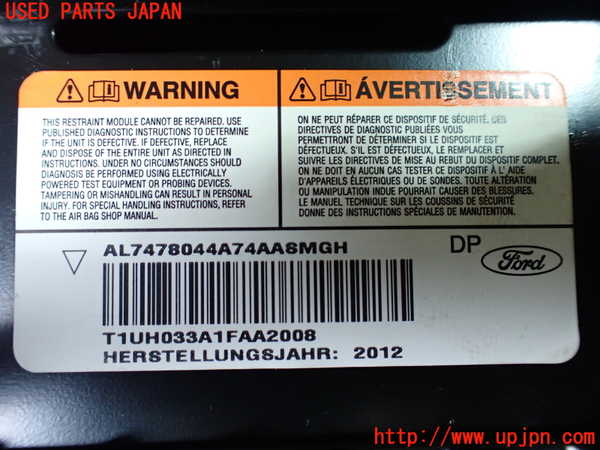 USED PARTS JAPAN
WARNING
THIS RESTRAINT MODULE CANNOT BE REPAIRED. USE
PUBLISHED DIAGNOSTIC INSTRUCTIONS TO DETERMINE
IF THE UNIT IS DEFECTIVE. IF DEFECTIVE, REPLACE
AND DISPOSE OF THE ENTIRE UNIT AS DIRECTED IN THE
INSTRUCTIONS. UNDER NO CIRCUMSTANCES SHOULD
DIAGNOSIS BE PERFORMED USING ELECTRICALLY
POWERED TEST EQUIPMENT OR PROBING DEVICES.
TAMPERING OR MISHANDLING CAN RESULT IN PERSONAL
INJURY. FOR SPECIAL HANDLING INSTRUCTIONS, REFER
TO THE AIR BAG SHOP MANUAL.
ÁVERTISSEMENT
ON NE PEUT RÉPARER CE DISPOSITIF DE SÉCURITÉ. DES
DIRECTIVES DE DIAGNOSTIC PUBLIÉES VOUS
PERMETTRONT DE DÉTERMINER SI LE DISPOSITIF EST
DÉFECTUEUX. S'IL EST DÉFECTUEUX, LE REMPLACER ET
SUIVRE LES DIRECTIVES DE MISE AU REBUT DU DISPOSITIF COMPLET.
ON NE DOIT EN AUCUN CAS TESTER CE DISPOSITIF À L' AIDE
D'APPAREILS ÉLECTRIQUES OU DE SONDES. TOUTE ALTÉRATION
OU MANIPULATION INDUE POURRAIT CAUSER DES BLESSURES.
LE MANUEL TECHNIQUE SUR LES COUSSINS DE SÉCURITÉ
DONNE DES INSTRUCTIONS SPÉCIALES DE MANUTENTION.
AL7478044A74AA8MGH
DP
Ford
T1UH033A1FAA2008
HERSTELLUNGSJAHR: 2012
http://www.upjpn.com/